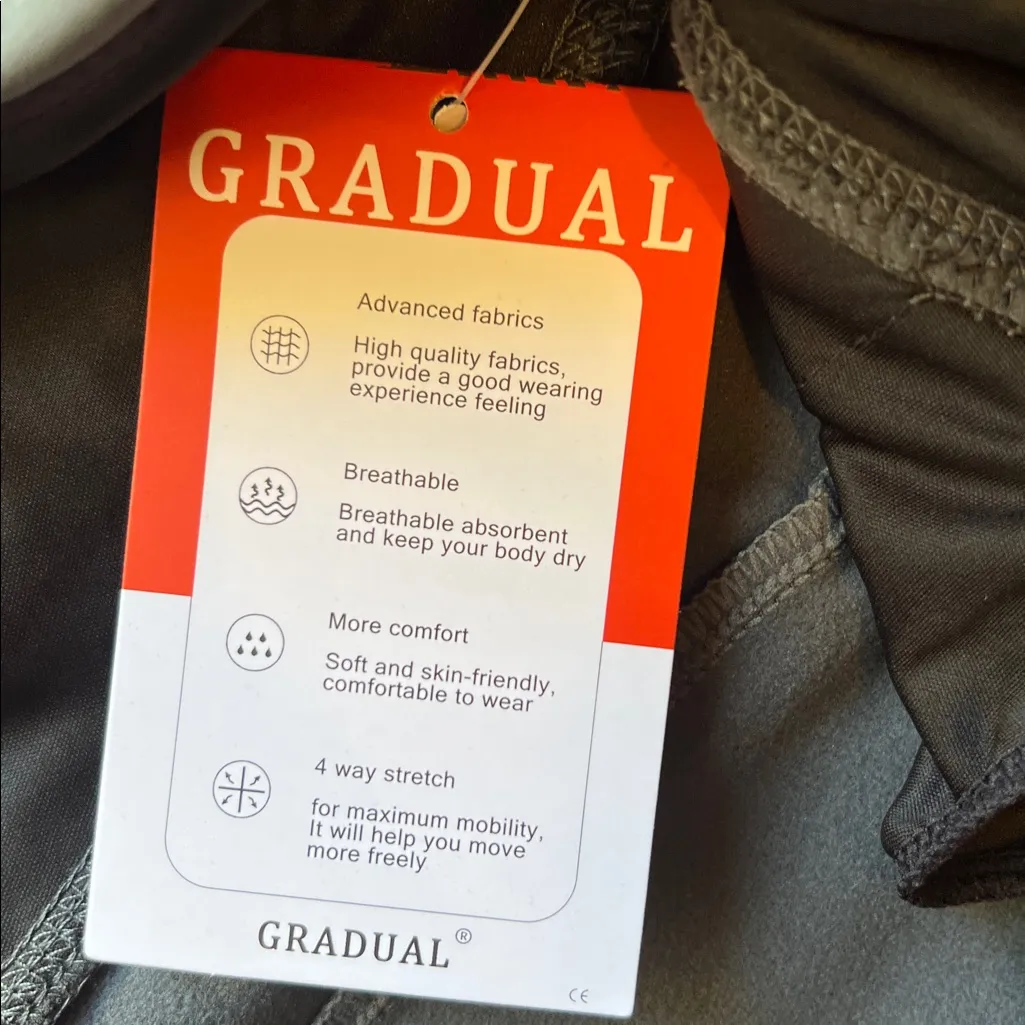 GRADUAL
Advanced fabrics
High quality fabrics,
provide a good wearing
experience feeling
Breathable
Breathable absorbent
and keep your body dry
More comfort
Soft and skin-friendly,
comfortable to wear
4 way stretch
for maximum mobility,
It will help you move
more freely
GRADUAL®
CE